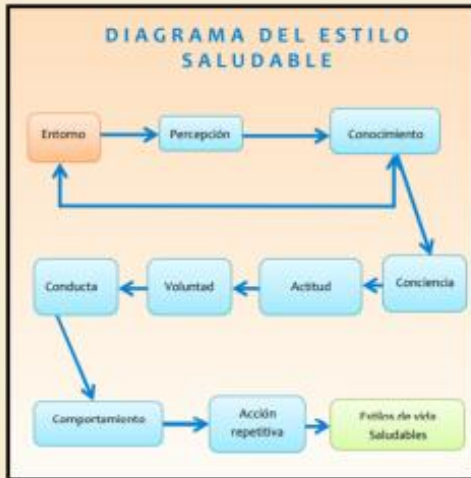 DIAGRAMA DEL ESTILO
SALUDABLE
Entorno
Percepción
Conocimiento
Conducta
Voluntad
Actitud
Conciencia
Comportamiento
Acción
repetitiva
Estilos de vida
Saludables